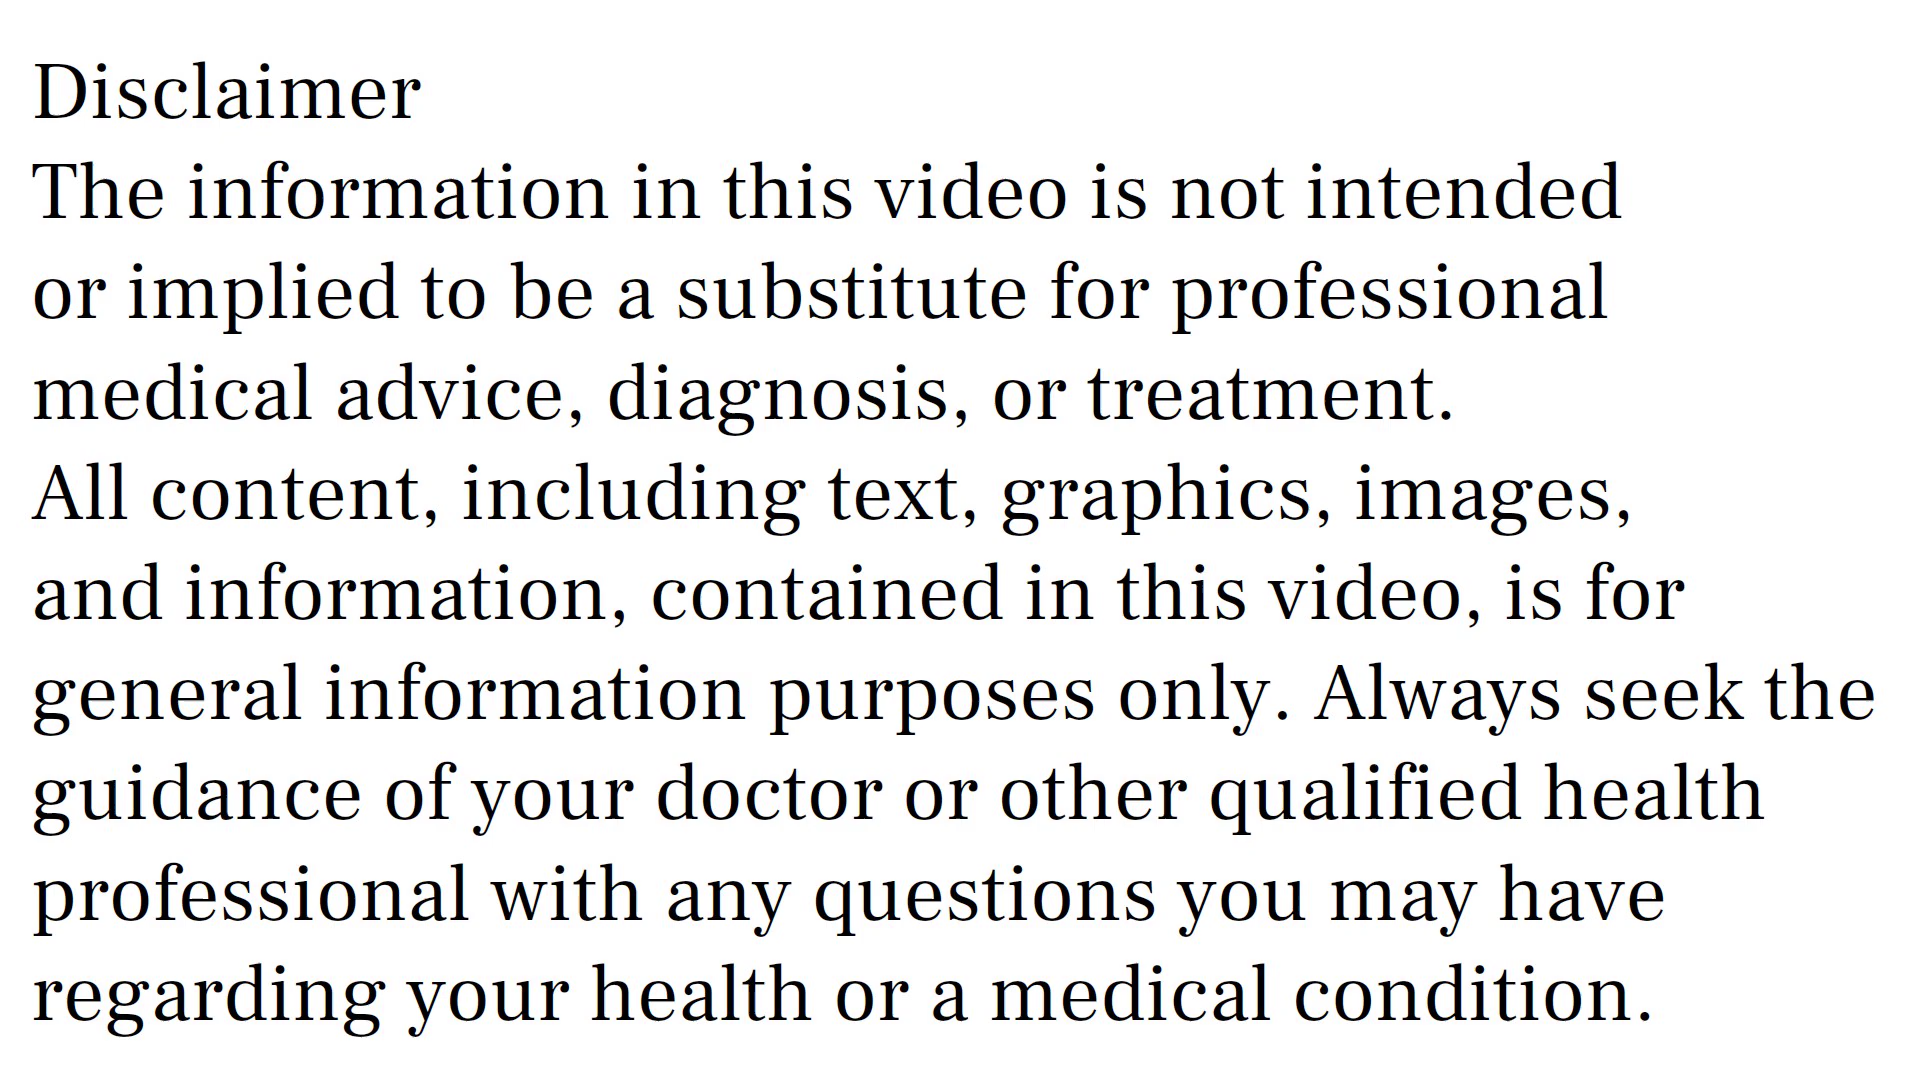 Disclaimer
The information in this video is not intended
or implied to be a substitute for professional
medical advice, diagnosis, or treatment.
All content, including text, graphics, images,
and information, contained in this video, is for
general information purposes only. Always seek the
guidance of your doctor or other qualified health
professional with any questions you may have
regarding your health or a medical condition.